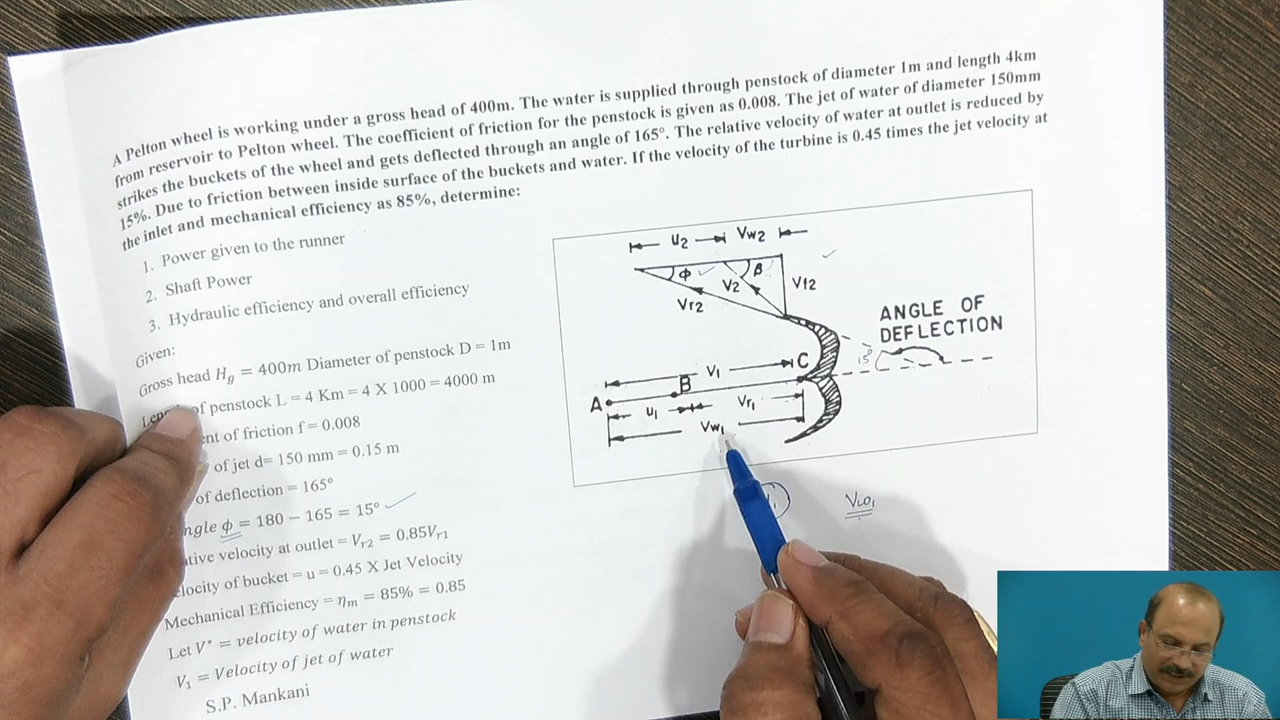 A Pelton wheel is working under a gross head of 400m. The water is supplied through penstock of diameter 1m and length 4km
from reservoir to Pelton wheel. The coefficient of friction for the penstock is given as 0.008. The jet of water of diameter 150mm
strikes the buckets of the wheel and gets deflected through an angle of 165°. The relative velocity of water at outlet is reduced by
15%. Due to friction between inside surface of the buckets and water. If the velocity of the turbine is 0.45 times the jet velocity at
the inlet and mechanical efficiency as 85%, determine:
1. Power given to the runner
2. Shaft Power
3. Hydraulic efficiency and overall efficiency
Given:
Gross head H_g = 400m Diameter of penstock D = 1m
of penstock L = 4 Km = 4 X 1000 = 4000 m
of friction f = 0.008
of jet d= 150 mm = 0.15 m
of deflection = 165°
ϕ = 180 − 165 = 15°
velocity at outlet = V_r2 = 0.85V_r1
of bucket = u = 0.45 X Jet Velocity
Mechanical Efficiency = η_m = 85% = 0.85
Let V* = velocity of water in penstock
V₁ = Velocity of jet of water
S.P. Mankani
u₂ Vw₂
ϕ β
Vr₂ V₂ Vf₂
ANGLE OF
DEFLECTION
15°
A B C
V₁
u₁ Vr₁
Vw₁
Vw₁